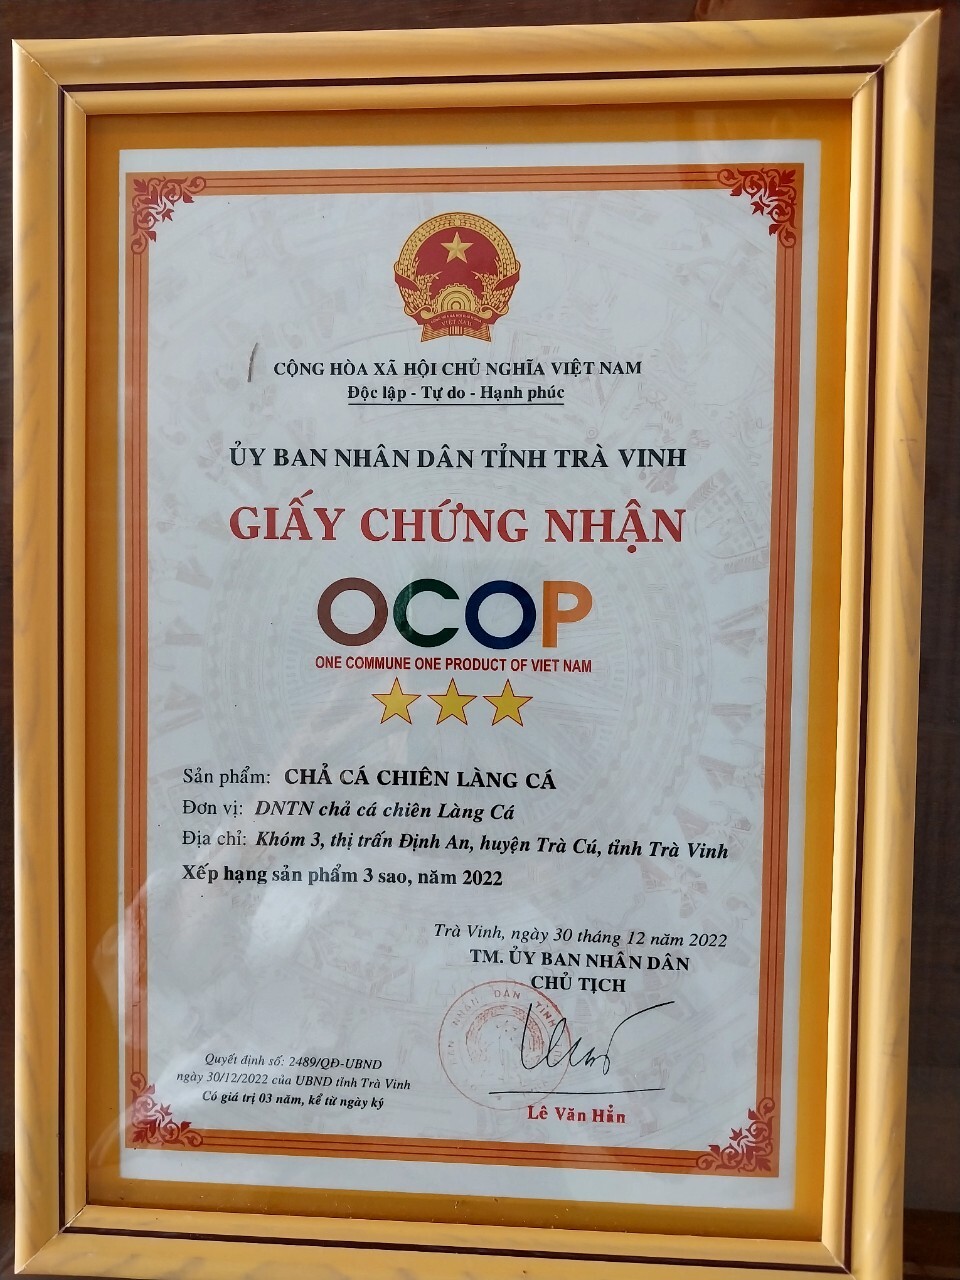 VIỆT NAM
CỘNG HÒA XÃ HỘI CHỦ NGHĨA VIỆT NAM
Độc lập - Tự do - Hạnh phúc
ỦY BAN NHÂN DÂN TỈNH TRÀ VINH
GIẤY CHỨNG NHẬN
OCOP
ONE COMMUNE ONE PRODUCT OF VIET NAM
Sản phẩm: CHẢ CÁ CHIÊN LÀNG CÁ
Đơn vị: DNTN chả cá chiên Làng Cá
Địa chỉ: Khóm 3, thị trấn Định An, huyện Trà Cú, tỉnh Trà Vinh
Xếp hạng sản phẩm 3 sao, năm 2022
Trà Vinh, ngày 30 tháng 12 năm 2022
TM. ỦY BAN NHÂN DÂN
CHỦ TỊCH
NHÂN DÂN TỈNH
Lê Văn Hẳn
Quyết định số: 2489/QĐ-UBND
ngày 30/12/2022 của UBND tỉnh Trà Vinh
Có giá trị 03 năm, kể từ ngày ký